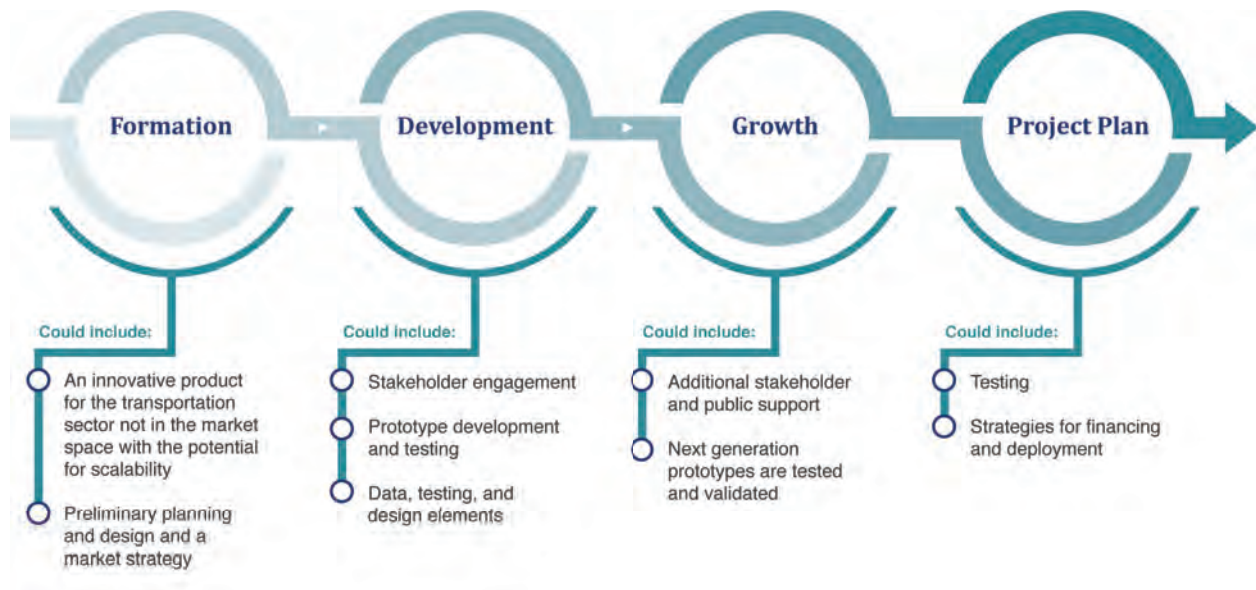 Formation
Development
Growth
Project Plan
Could include:
An innovative product
for the transportation
sector not in the market
space with the potential
for scalability
Preliminary planning
and design and a
market strategy
Could include:
Stakeholder engagement
Prototype development
and testing
Data, testing, and
design elements
Could include:
Additional stakeholder
and public support
Next generation
prototypes are tested
and validated
Could include:
Testing
Strategies for financing
and deployment